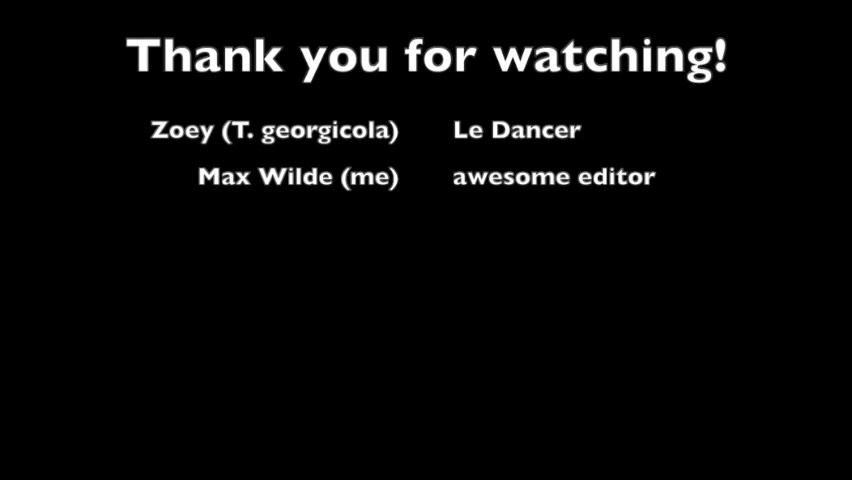 Thank you for watching!
Zoey (T. georgicola) Le Dancer
Max Wilde (me) awesome editor